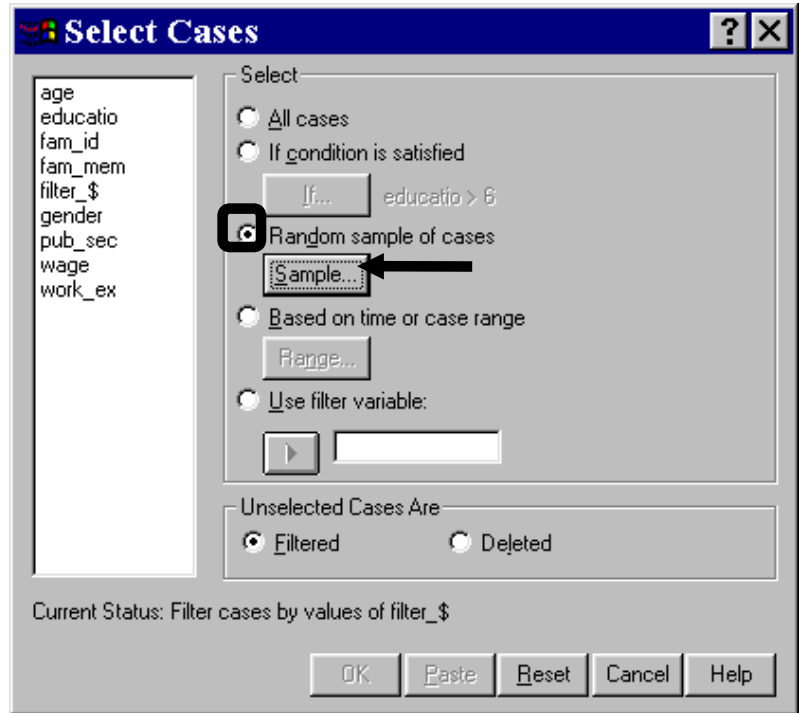 Select Cases
age
educatio
fam_id
fam_mem
filter_$
gender
pub_sec
wage
work_ex
Select
All cases
If condition is satisfied
If... educatio > 6
Random sample of cases
Sample...
Based on time or case range
Range...
Use filter variable:
Unselected Cases Are
Filtered Deleted
Current Status: Filter cases by values of filter_$
OK Paste Reset Cancel Help